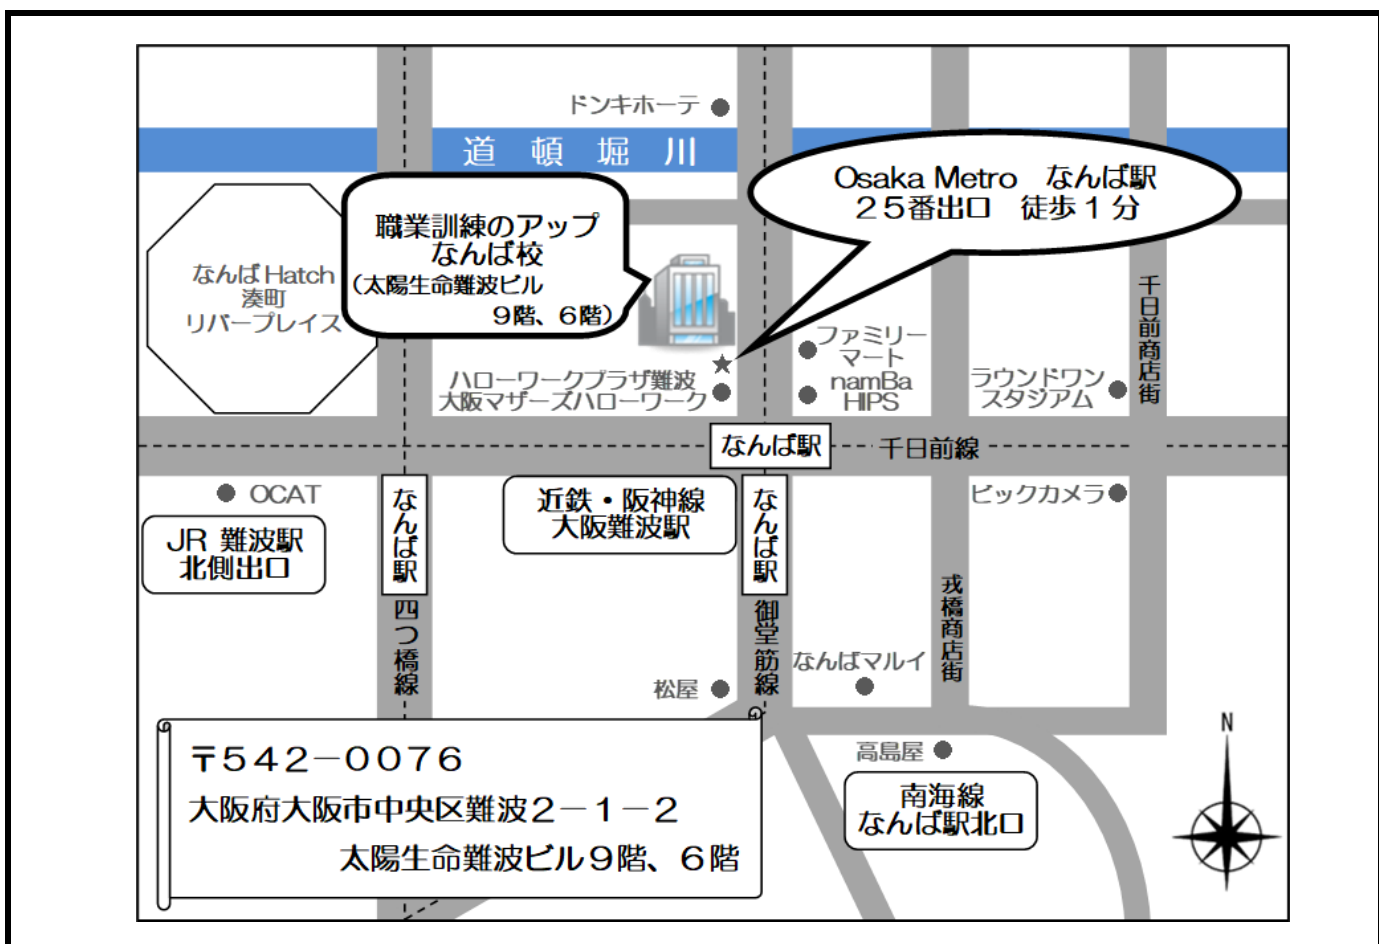 ドンキホーテ
道頓堀川
Osaka Metro なんば駅
２５番出口 徒歩１分
職業訓練のアップ
なんば校
（太陽生命難波ビル
９階、６階）
なんば Hatch
湊町
リバープレイス
千日前商店街
ファミリー
マート
namBa
HIPS
ラウンドワン
スタジアム
ハローワークプラザ難波
大阪マザーズハローワーク
なんば駅
千日前線
OCAT
JR 難波駅
北側出口
なんば駅
四つ橋線
近鉄・阪神線
大阪難波駅
なんば駅
御堂筋線
ビックカメラ
戎橋商店街
なんばマルイ
松屋
高島屋
南海線
なんば駅北口
N
〒５４２－００７６
大阪府大阪市中央区難波２－１－２
太陽生命難波ビル９階、６階